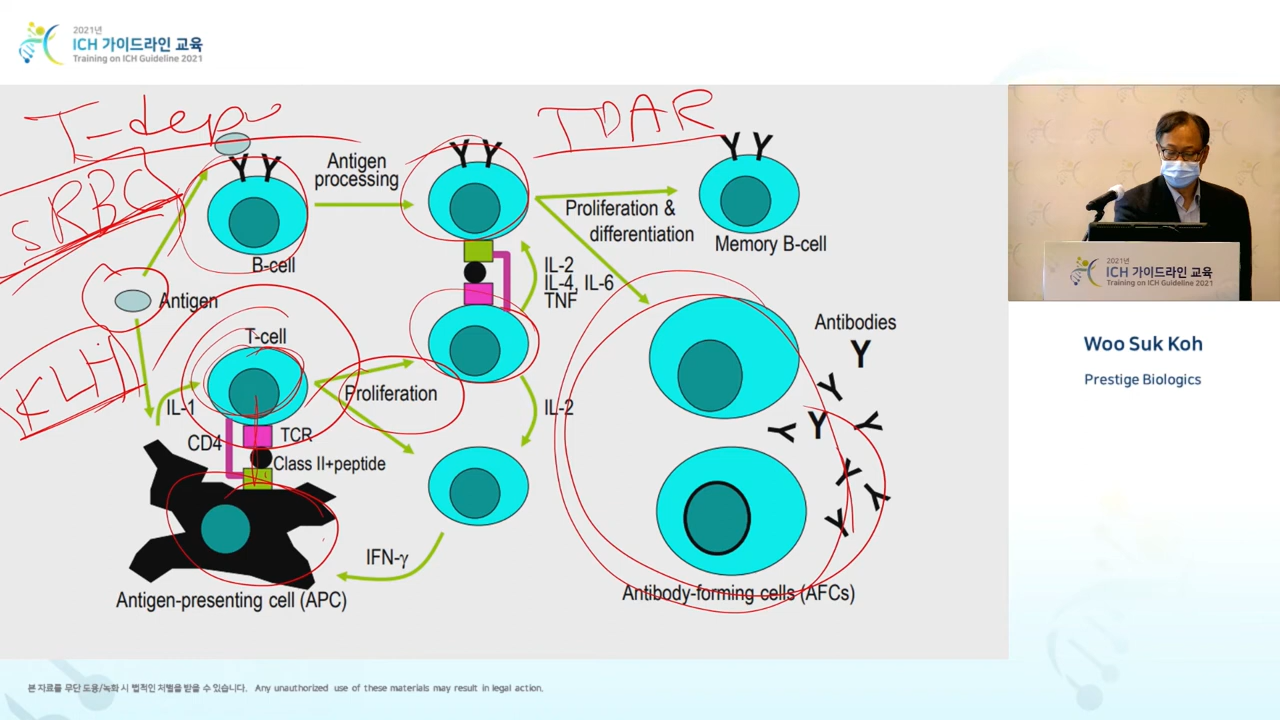 2021년
ICH 가이드라인 교육
Training on ICH Guideline 2021
T-dep
TDAR
sRBC
KLH
Antigen
processing
B-cell
Proliferation &
differentiation
Memory B-cell
IL-2
IL-4, IL-6
TNF
Antigen
T-cell
Antibodies
Proliferation
IL-1
IL-2
CD4
TCR
Class II+peptide
IFN-γ
Antigen-presenting cell (APC)
Antibody-forming cells (AFCs)
2021년
ICH 가이드라인 교육
Training on ICH Guideline 2021
Woo Suk Koh
Prestige Biologics
본 자료를 무단 도용/녹화 시 법적인 처벌을 받을 수 있습니다. Any unauthorized use of these materials may result in legal action.